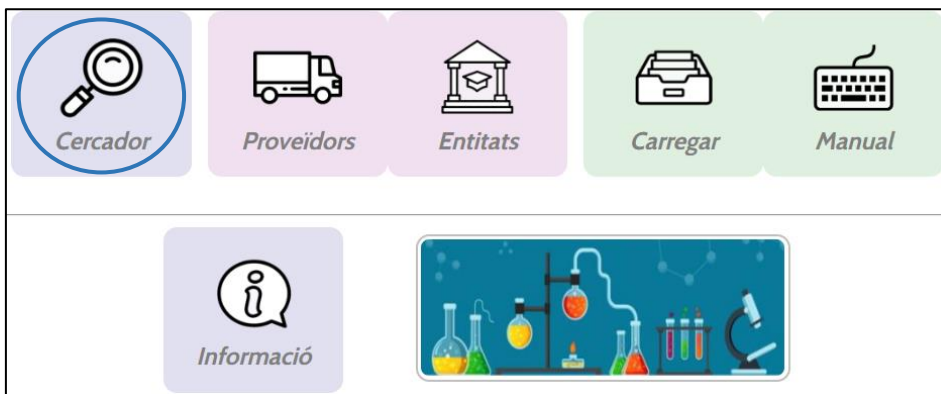 Cercador
Proveïdors
Entitats
Carregar
Manual
Informació